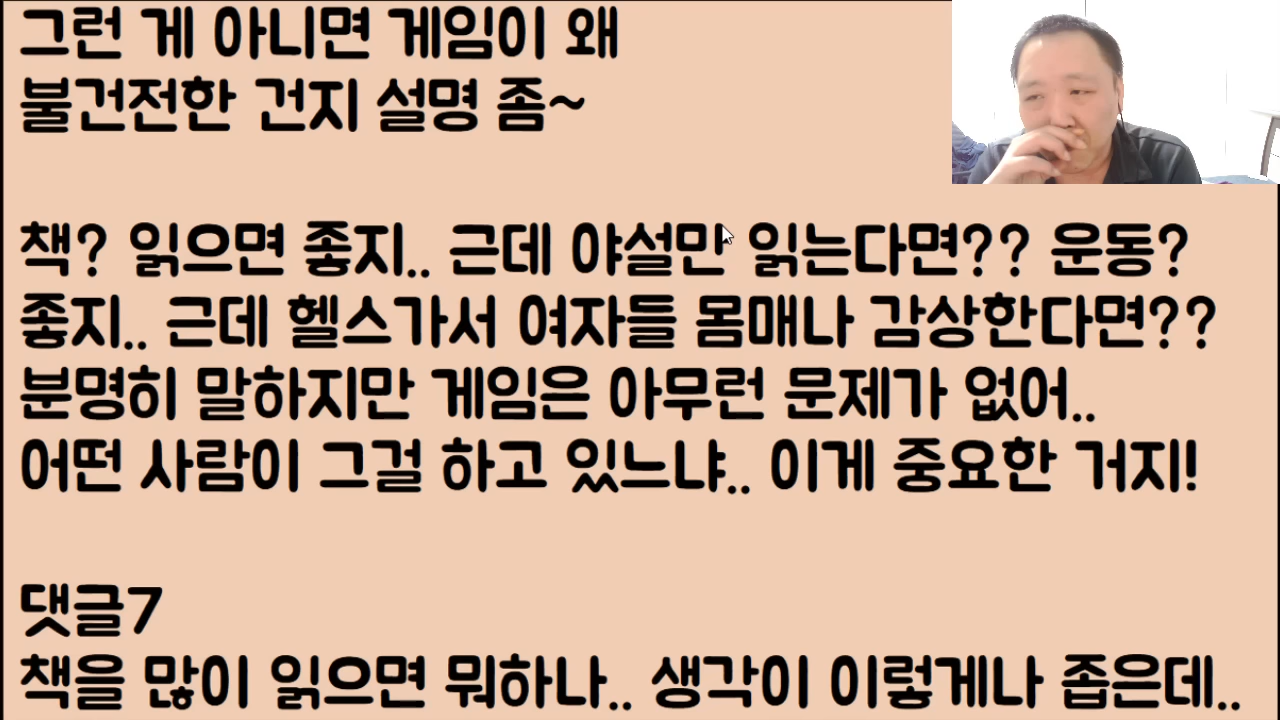 그런 게 아니면 게임이 왜
불건전한 건지 설명 좀~
책? 읽으면 좋지.. 근데 야설만 읽는다면?? 운동?
좋지.. 근데 헬스가서 여자들 몸매나 감상한다면??
분명히 말하지만 게임은 아무런 문제가 없어..
어떤 사람이 그걸 하고 있느냐.. 이게 중요한 거지!
댓글7
책을 많이 읽으면 뭐하나.. 생각이 이렇게나 좁은데..